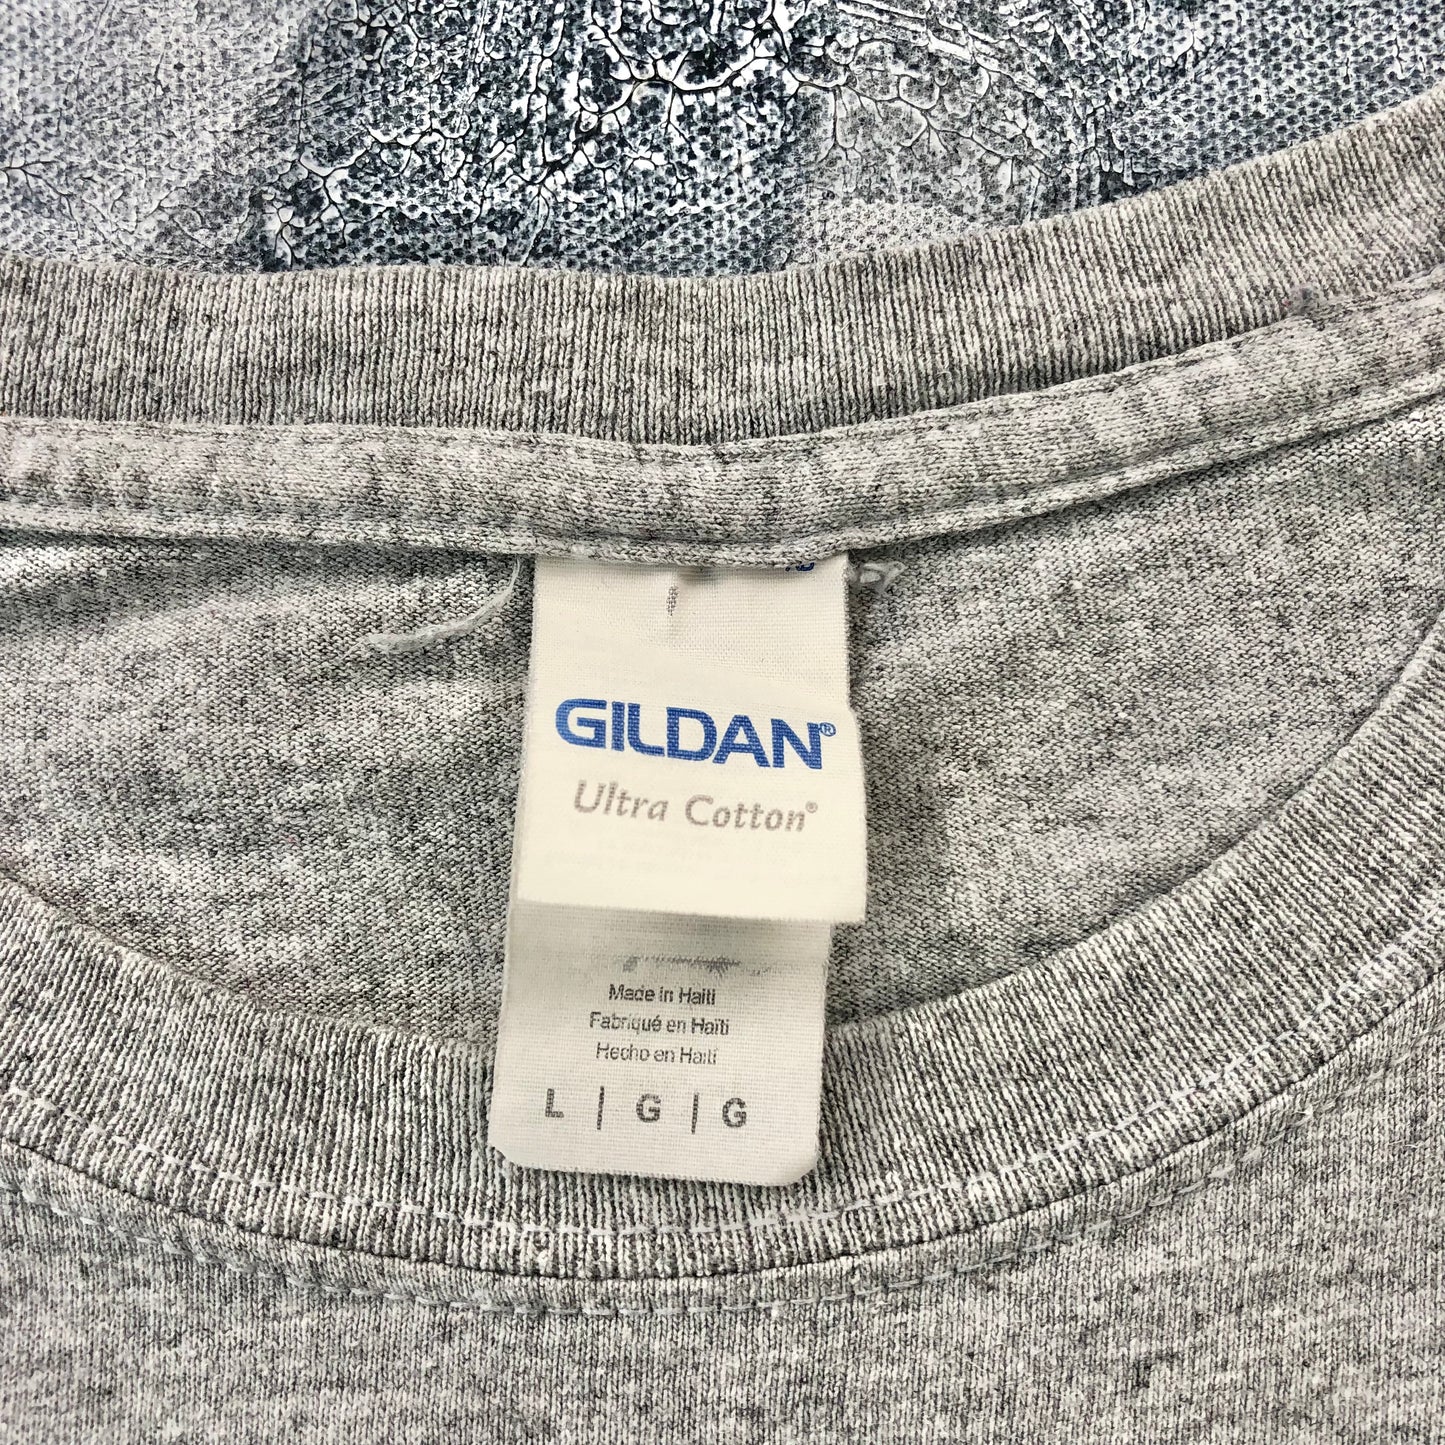 GILDAN®
Ultra Cotton®
Made in Haiti
Fabriqué en Haïti
Hecho en Haití
L | G | G